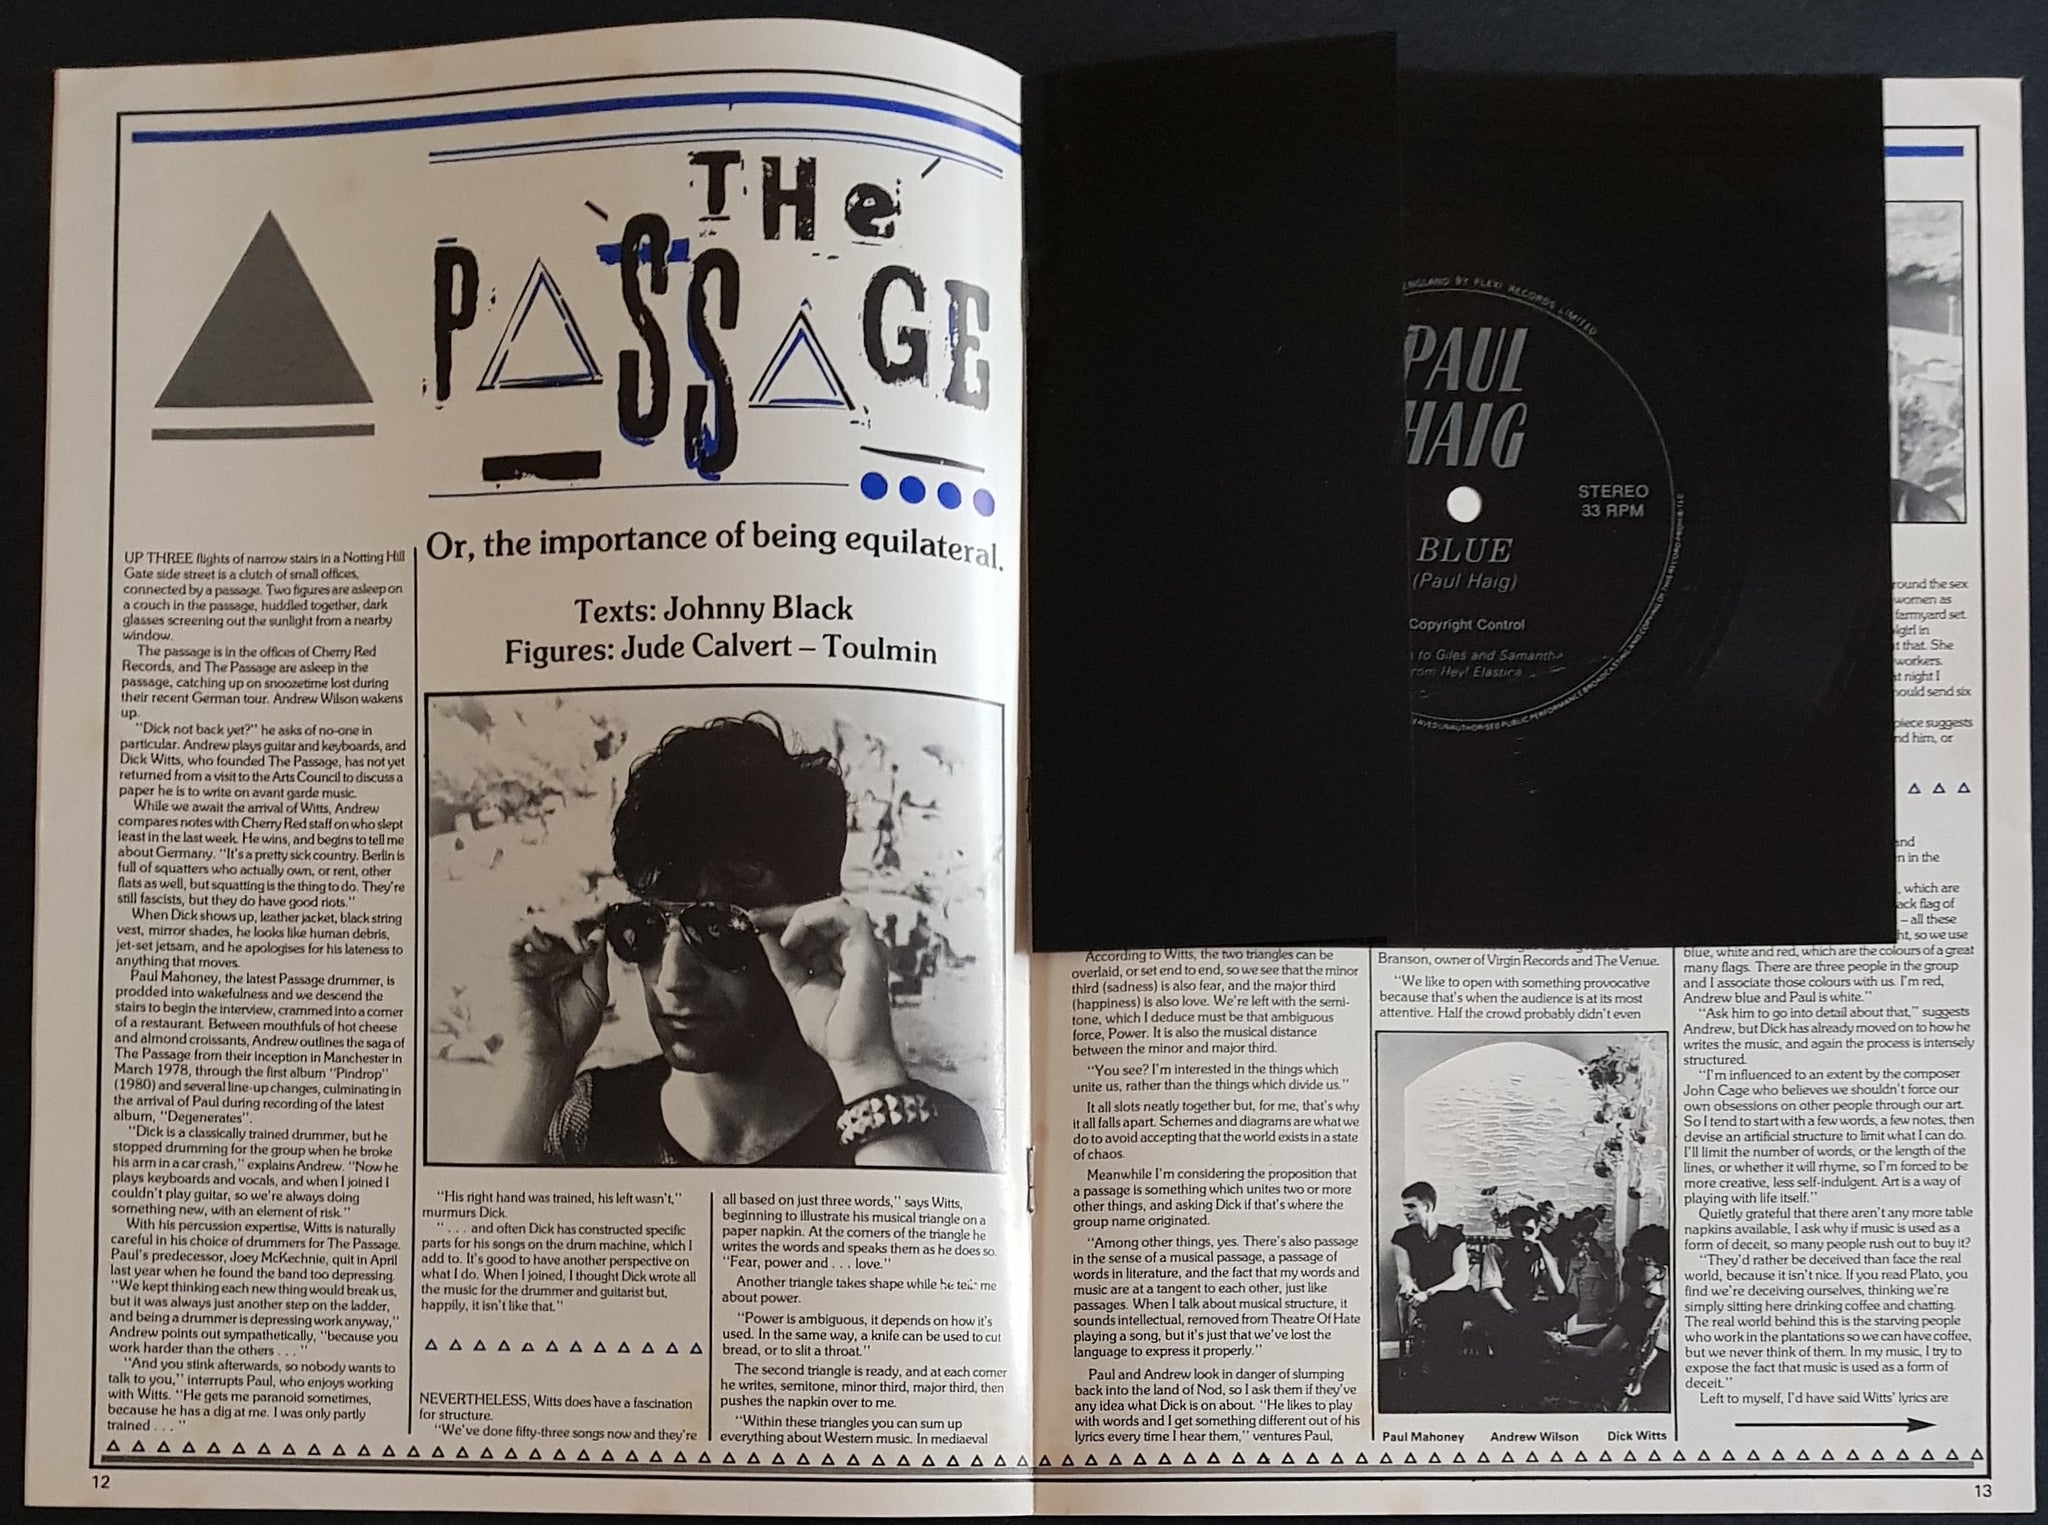 THe
PASSAGE
Or, the importance of being equilateral.
Texts: Johnny Black
Figures: Jude Calvert – Toulmin
UP THREE flights of narrow stairs in a Notting Hill
Gate side street is a clutch of small offices,
connected by a passage. Two figures are asleep on
a couch in the passage, huddled together, dark
glasses screening out the sunlight from a nearby
window.
The passage is in the offices of Cherry Red
Records, and The Passage are asleep in the
passage, catching up on snoozetime lost during
their recent German tour. Andrew Wilson wakens
up.
"Dick not back yet?" he asks of no-one in
particular. Andrew plays guitar and keyboards, and
Dick Witts, who founded The Passage, has not yet
returned from a visit to the Arts Council to discuss a
paper he is to write on avant garde music.
While we await the arrival of Witts, Andrew
compares notes with Cherry Red staff on who slept
least in the last week. He wins, and begins to tell me
about Germany. "It's a pretty sick country. Berlin is
full of squatters who actually own, or rent, other
flats as well, but squatting is the thing to do. They're
still fascists, but they do have good riots."
When Dick shows up, leather jacket, black string
vest, mirror shades, he looks like human debris,
jet-set jetsam, and he apologises for his lateness to
anything that moves.
Paul Mahoney, the latest Passage drummer, is
prodded into wakefulness and we descend the
stairs to begin the interview, crammed into a corner
of a restaurant. Between mouthfuls of hot cheese
and almond croissants, Andrew outlines the saga of
The Passage from their inception in Manchester in
March 1978, through the first album "Pindrop"
(1980) and several line-up changes, culminating in
the arrival of Paul during recording of the latest
album, "Degenerates".
"Dick is a classically trained drummer, but he
stopped drumming for the group when he broke
his arm in a car crash," explains Andrew. "Now he
plays keyboards and vocals, and when I joined I
couldn't play guitar, so we're always doing
something new, with an element of risk."
With his percussion expertise, Witts is naturally
careful in his choice of drummers for The Passage.
Paul's predecessor, Joey McKechnie, quit in April
last year when he found the band too depressing.
"We kept thinking each new thing would break us,
but it was always just another step on the ladder,
and being a drummer is depressing work anyway,"
Andrew points out sympathetically, "because you
work harder than the others . . . "
"And you stink afterwards, so nobody wants to
talk to you," interrupts Paul, who enjoys working
with Witts. "He gets me paranoid sometimes,
because he has a dig at me. I was only partly
trained . . . "
"His right hand was trained, his left wasn't,"
murmurs Dick.
" . . . and often Dick has constructed specific
parts for his songs on the drum machine, which I
add to. It's good to have another perspective on
what I do. When I joined, I thought Dick wrote all
the music for the drummer and guitarist but,
happily, it isn't like that."
NEVERTHELESS, Witts does have a fascination
for structure.
"We've done fifty-three songs now and they're
all based on just three words," says Witts,
beginning to illustrate his musical triangle on a
paper napkin. At the corners of the triangle he
writes the words and speaks them as he does so.
"Fear, power and . . . love."
Another triangle takes shape while he tells me
about power.
"Power is ambiguous, it depends on how it's
used. In the same way, a knife can be used to cut
bread, or to slit a throat."
The second triangle is ready, and at each corner
he writes, semitone, minor third, major third, then
pushes the napkin over to me.
"Within these triangles you can sum up
everything about Western music. In mediaeval
12
ENGLAND BY FLEXI RECORDS LIMITED
PAUL
HAIG
STEREO
33 RPM
BLUE
(Paul Haig)
Copyright Control
to Giles and Samantha
from Hey! Elastica
UNAUTHORISED PUBLIC PERFORMANCE BROADCASTING AND COPYING OF THIS RECORD PROHIBITED
According to Witts, the two triangles can be
overlaid, or set end to end, so we see that the minor
third (sadness) is also fear, and the major third
(happiness) is also love. We're left with the semi-
tone, which I deduce must be that ambiguous
force, Power. It is also the musical distance
between the minor and major third.
"You see? I'm interested in the things which
unite us, rather than the things which divide us."
It all slots neatly together but, for me, that's why
it all falls apart. Schemes and diagrams are what we
do to avoid accepting that the world exists in a state
of chaos.
Meanwhile I'm considering the proposition that
a passage is something which unites two or more
other things, and asking Dick if that's where the
group name originated.
"Among other things, yes. There's also passage
in the sense of a musical passage, a passage of
words in literature, and the fact that my words and
music are at a tangent to each other, just like
passages. When I talk about musical structure, it
sounds intellectual, removed from Theatre Of Hate
playing a song, but it's just that we've lost the
language to express it properly."
Paul and Andrew look in danger of slumping
back into the land of Nod, so I ask them if they've
any idea what Dick is on about. "He likes to play
with words and I get something different out of his
lyrics every time I hear them," ventures Paul,
Branson, owner of Virgin Records and The Venue.
"We like to open with something provocative
because that's when the audience is at its most
attentive. Half the crowd probably didn't even
Paul Mahoney Andrew Wilson Dick Witts
round the sex
women as
farmyard set.
girl in
t that. She
workers.
at night I
hould send six
piece suggests
nd him, or
and
n in the
, which are
ack flag of
– all these
ht, so we use
blue, white and red, which are the colours of a great
many flags. There are three people in the group
and I associate those colours with us. I'm red,
Andrew blue and Paul is white."
"Ask him to go into detail about that," suggests
Andrew, but Dick has already moved on to how he
writes the music, and again the process is intensely
structured.
"I'm influenced to an extent by the composer
John Cage who believes we shouldn't force our
own obsessions on other people through our art.
So I tend to start with a few words, a few notes, then
devise an artificial structure to limit what I can do.
I'll limit the number of words, or the length of the
lines, or whether it will rhyme, so I'm forced to be
more creative, less self-indulgent. Art is a way of
playing with life itself."
Quietly grateful that there aren't any more table
napkins available, I ask why if music is used as a
form of deceit, so many people rush out to buy it?
"They'd rather be deceived than face the real
world, because it isn't nice. If you read Plato, you
find we're deceiving ourselves, thinking we're
simply sitting here drinking coffee and chatting.
The real world behind this is the starving people
who work in the plantations so we can have coffee,
but we never think of them. In my music, I try to
expose the fact that music is used as a form of
deceit."
Left to myself, I'd have said Witts' lyrics are
13